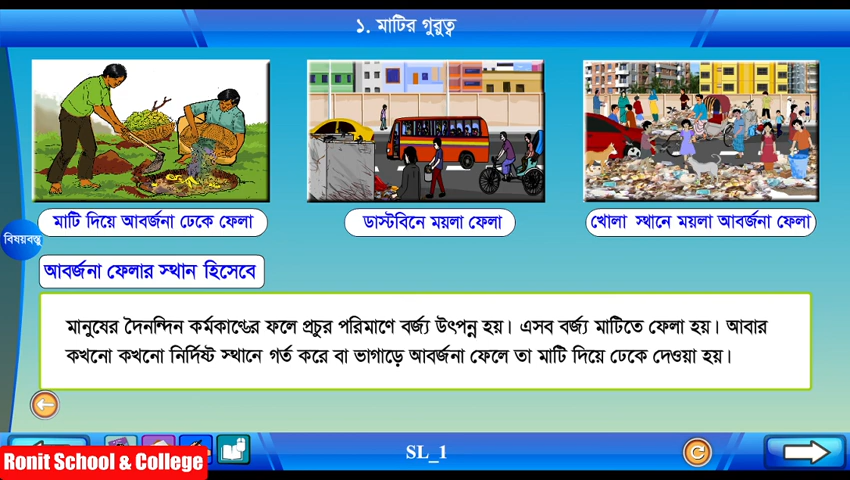 ১. মাটির গুরুত্ব
মাটি দিয়ে আবর্জনা ঢেকে ফেলা
ডাস্টবিনে ময়লা ফেলা
খোলা স্থানে ময়লা আবর্জনা ফেলা
বিষয়বস্তু
আবর্জনা ফেলার স্থান হিসেবে
মানুষের দৈনন্দিন কর্মকাণ্ডের ফলে প্রচুর পরিমাণে বর্জ্য উৎপন্ন হয়। এসব বর্জ্য মাটিতে ফেলা হয়। আবার
কখনো কখনো নির্দিষ্ট স্থানে গর্ত করে বা ভাগাড়ে আবর্জনা ফেলে তা মাটি দিয়ে ঢেকে দেওয়া হয়।
SL_1
Ronit School & College